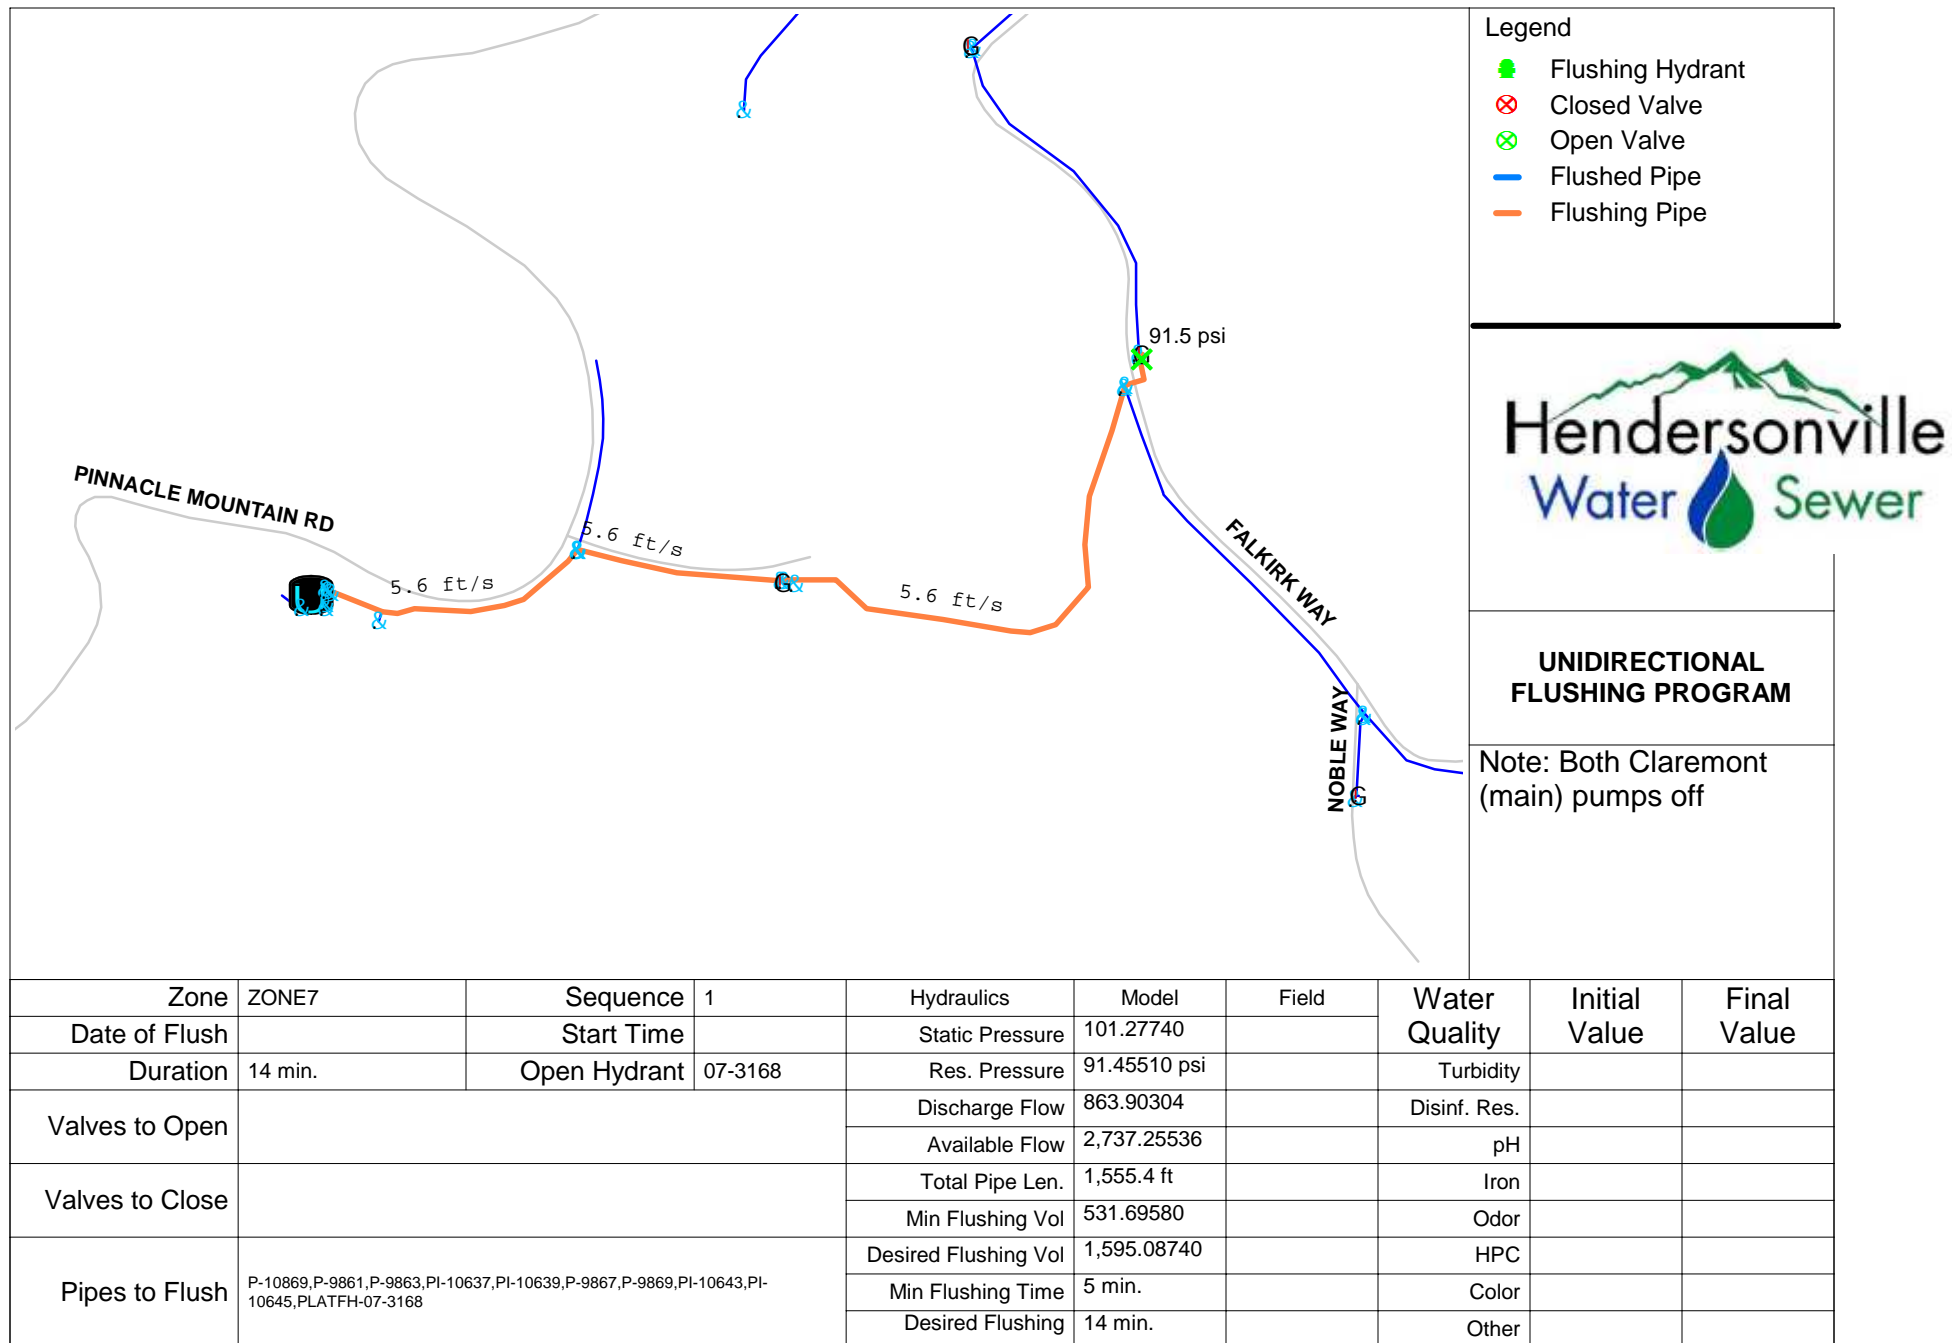 Legend
Flushing Hydrant
Closed Valve
Open Valve
Flushed Pipe
Flushing Pipe
G
&
&
91.5 psi
G
&
PINNACLE MOUNTAIN RD
5.6 ft/s
5.6 ft/s
5.6 ft/s
&
G
&
&
FALKIRK WAY
NOBLE WAY
&
G
&
Hendersonville
Water Sewer
UNIDIRECTIONAL
FLUSHING PROGRAM
Note: Both Claremont
(main) pumps off
Zone ZONE7 Sequence 1
Date of Flush Start Time
Duration 14 min. Open Hydrant 07-3168
Valves to Open
Valves to Close
Pipes to Flush
P-10869,P-9861,P-9863,PI-10637,PI-10639,P-9867,P-9869,PI-10643,PI-
10645,PLATFH-07-3168
Hydraulics Model Field
Static Pressure 101.27740
Res. Pressure 91.45510 psi
Discharge Flow 863.90304
Available Flow 2,737.25536
Total Pipe Len. 1,555.4 ft
Min Flushing Vol 531.69580
Desired Flushing Vol 1,595.08740
Min Flushing Time 5 min.
Desired Flushing 14 min.
Water Initial Final
Quality Value Value
Turbidity
Disinf. Res.
pH
Iron
Odor
HPC
Color
Other